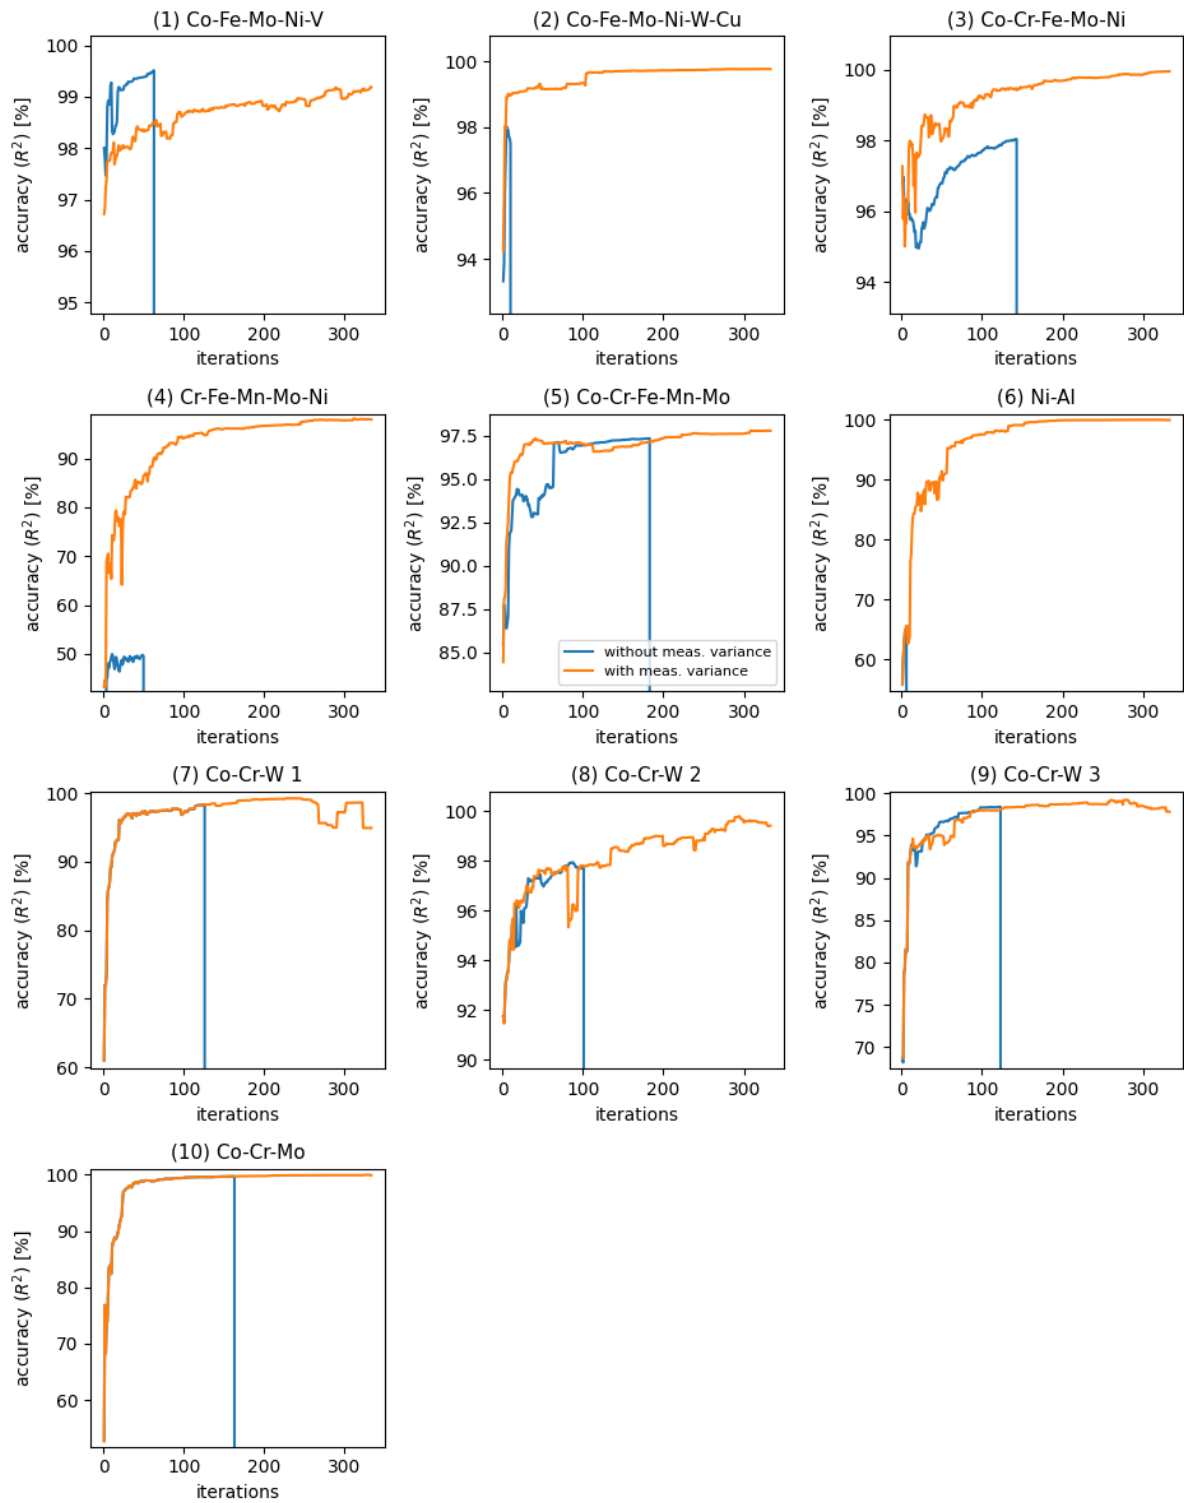 (1) Co-Fe-Mo-Ni-V
100
99
98
97
96
95
accuracy (R²) [%]
0 100 200 300
iterations
(2) Co-Fe-Mo-Ni-W-Cu
100
98
96
94
accuracy (R²) [%]
0 100 200 300
iterations
(3) Co-Cr-Fe-Mo-Ni
100
98
96
94
accuracy (R²) [%]
0 100 200 300
iterations
(4) Cr-Fe-Mn-Mo-Ni
90
80
70
60
50
accuracy (R²) [%]
0 100 200 300
iterations
(5) Co-Cr-Fe-Mn-Mo
97.5
95.0
92.5
90.0
87.5
85.0
accuracy (R²) [%]
without meas. variance
with meas. variance
0 100 200 300
iterations
(6) Ni-Al
100
90
80
70
60
accuracy (R²) [%]
0 100 200 300
iterations
(7) Co-Cr-W 1
100
90
80
70
60
accuracy (R²) [%]
0 100 200 300
iterations
(8) Co-Cr-W 2
100
98
96
94
92
90
accuracy (R²) [%]
0 100 200 300
iterations
(9) Co-Cr-W 3
100
95
90
85
80
75
70
accuracy (R²) [%]
0 100 200 300
iterations
(10) Co-Cr-Mo
100
90
80
70
60
accuracy (R²) [%]
0 100 200 300
iterations